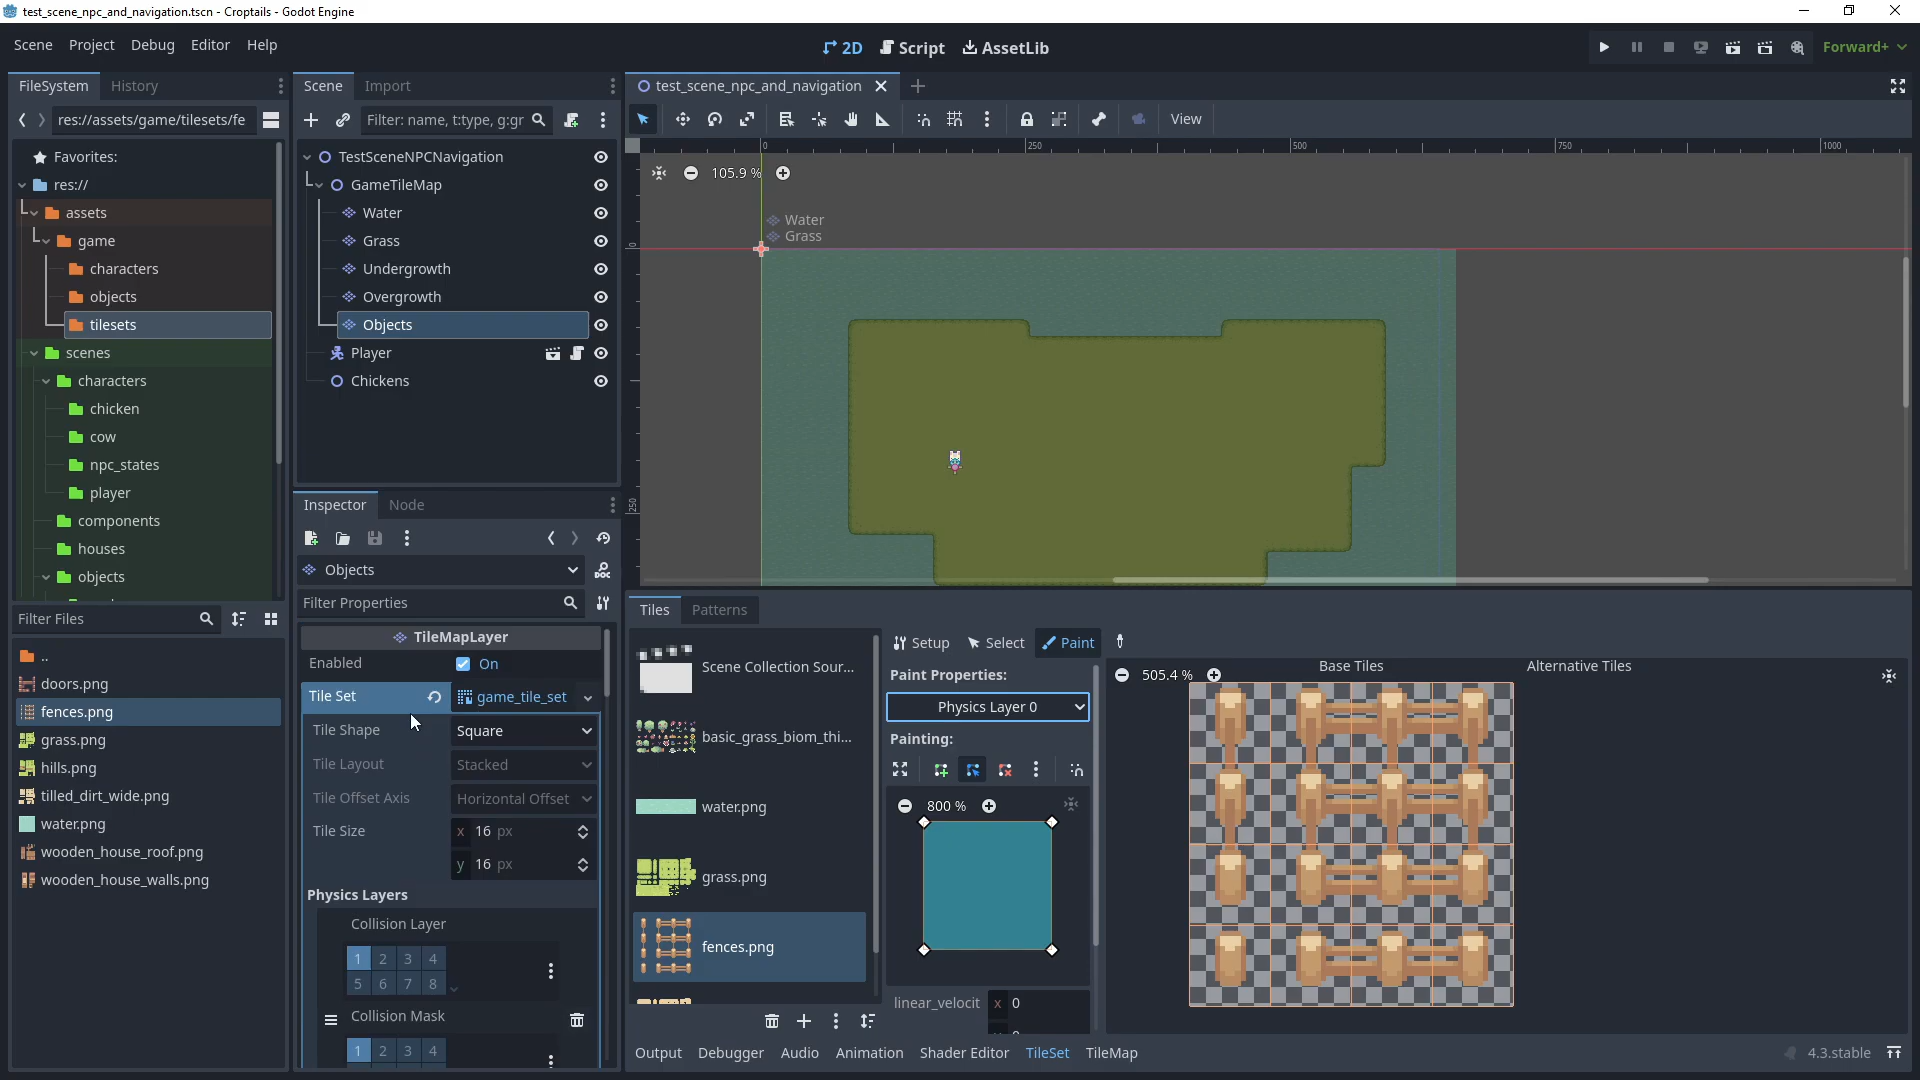 test_scene_npc_and_navigation.tscn - Croptails - Godot Engine
Scene Project Debug Editor Help
2D Script AssetLib
Forward+
FileSystem History
res://assets/game/tilesets/fe
Favorites:
res://
assets
game
characters
objects
tilesets
scenes
characters
chicken
cow
npc_states
player
components
houses
objects
Filter Files
..
doors.png
fences.png
grass.png
hills.png
tilled_dirt_wide.png
water.png
wooden_house_roof.png
wooden_house_walls.png
Scene Import
Filter: name, t:type, g:gr
TestSceneNPCNavigation
GameTileMap
Water
Grass
Undergrowth
Overgrowth
Objects
Player
Chickens
Inspector Node
Objects
Filter Properties
TileMapLayer
Enabled On
Tile Set game_tile_set
Tile Shape Square
Tile Layout Stacked
Tile Offset Axis Horizontal Offset
Tile Size x 16 px
y 16 px
Physics Layers
Collision Layer
1 2 3 4
5 6 7 8
Collision Mask
1 2 3 4
test_scene_npc_and_navigation
View
0 250 500 750 1000
105.9 %
Water
Grass
0
250
Tiles Patterns
Scene Collection Sour...
basic_grass_biom_thi...
water.png
grass.png
fences.png
Setup Select Paint
Paint Properties:
Physics Layer 0
Painting:
800 %
linear_velocit x 0
505.4 %
Base Tiles Alternative Tiles
Output Debugger Audio Animation Shader Editor TileSet TileMap
4.3.stable